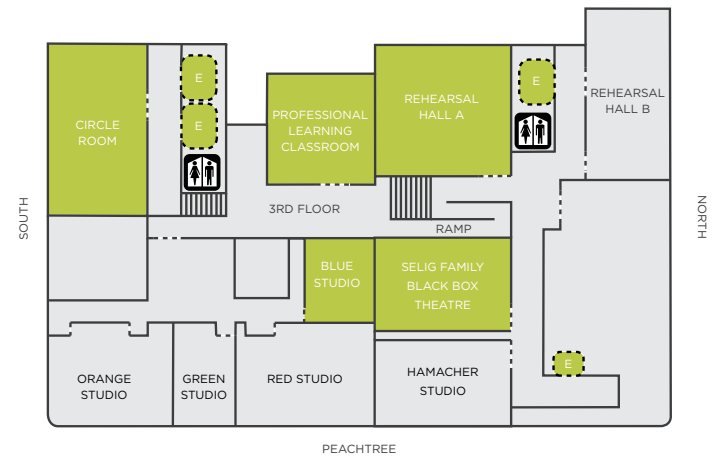 E
E
REHEARSAL
HALL B
CIRCLE
ROOM
E
PROFESSIONAL
LEARNING
CLASSROOM
REHEARSAL
HALL A
3RD FLOOR
RAMP
SOUTH
NORTH
BLUE
STUDIO
SELIG FAMILY
BLACK BOX
THEATRE
E
ORANGE
STUDIO
GREEN
STUDIO
RED STUDIO
HAMACHER
STUDIO
PEACHTREE